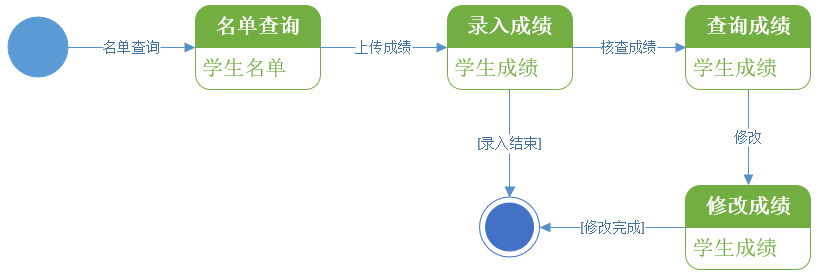 名单查询
名单查询
学生名单
上传成绩
录入成绩
学生成绩
核查成绩
查询成绩
学生成绩
[录入结束]
修改
[修改完成]
修改成绩
学生成绩